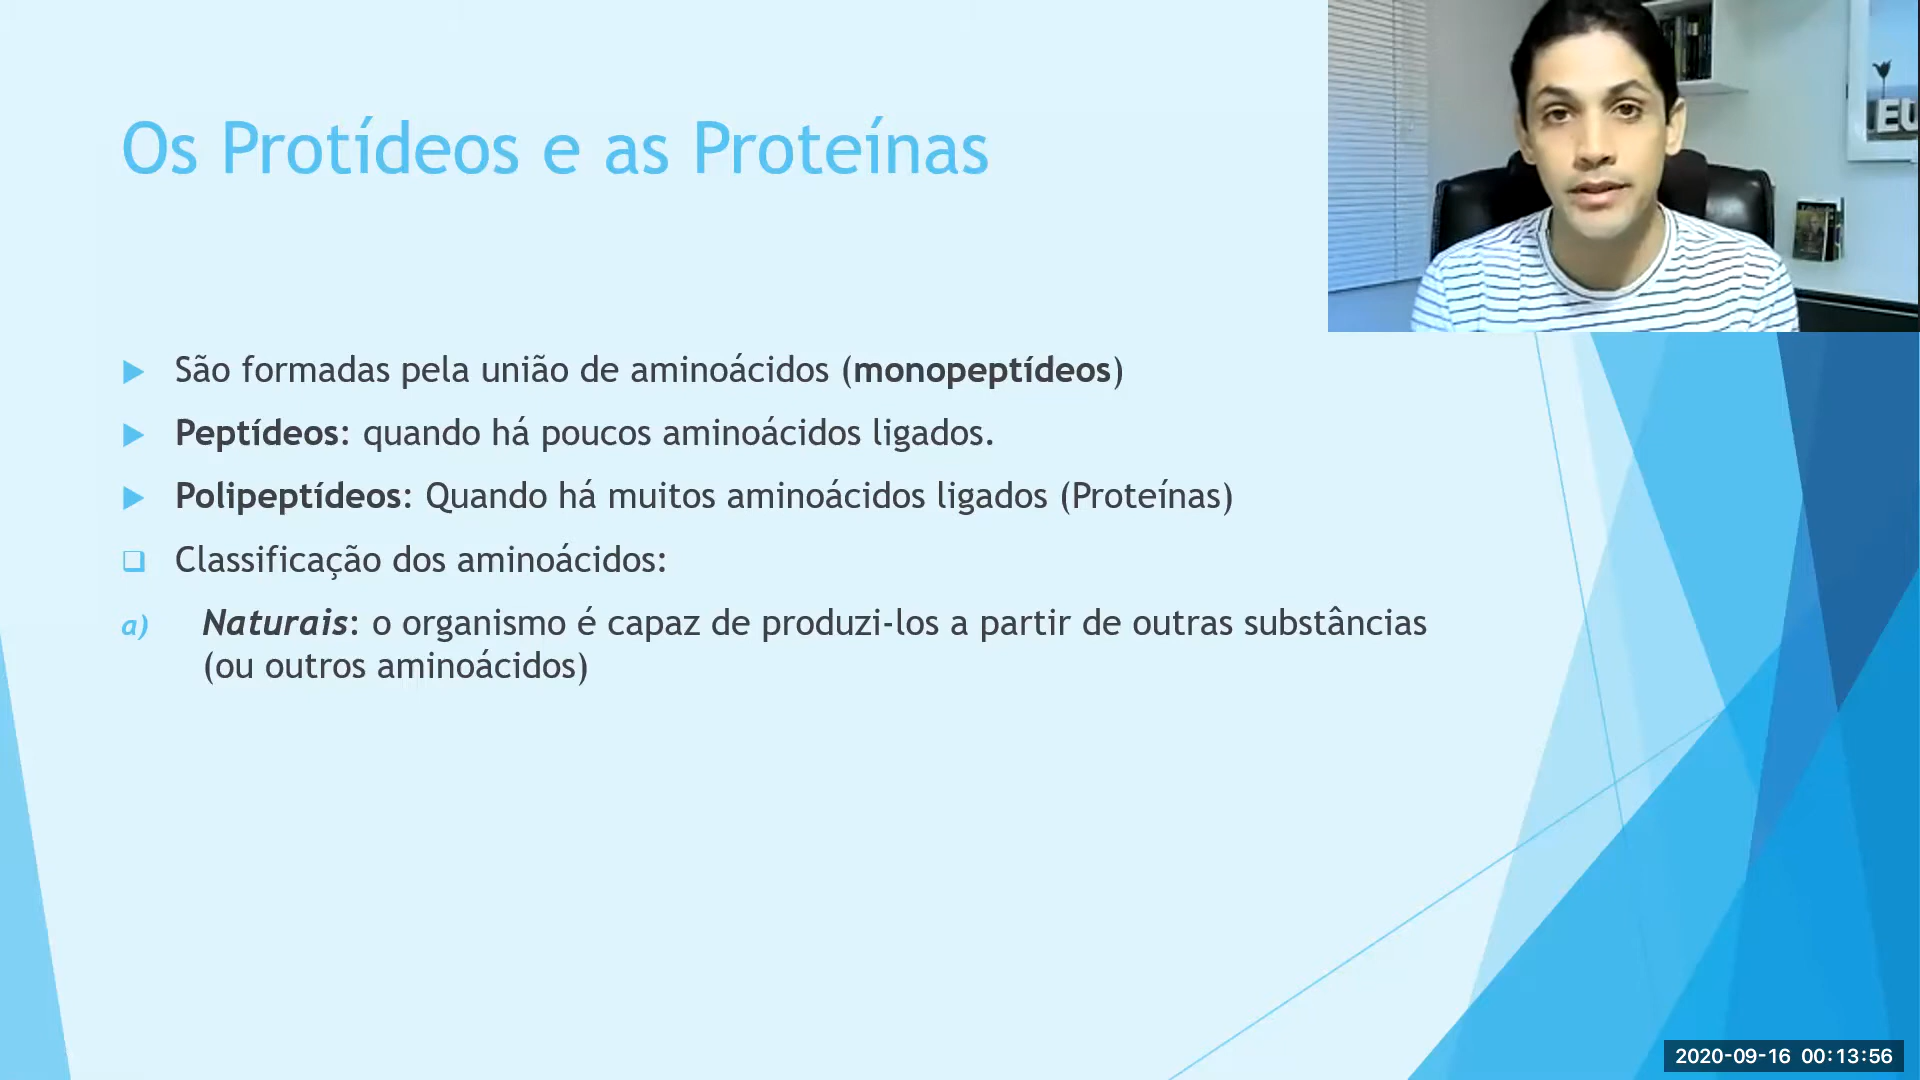 Os Protídeos e as Proteínas
São formadas pela união de aminoácidos (monopeptídeos)
Peptídeos: quando há poucos aminoácidos ligados.
Polipeptídeos: Quando há muitos aminoácidos ligados (Proteínas)
Classificação dos aminoácidos:
a) Naturais: o organismo é capaz de produzi-los a partir de outras substâncias
(ou outros aminoácidos)
EU
2020-09-16 00:13:56